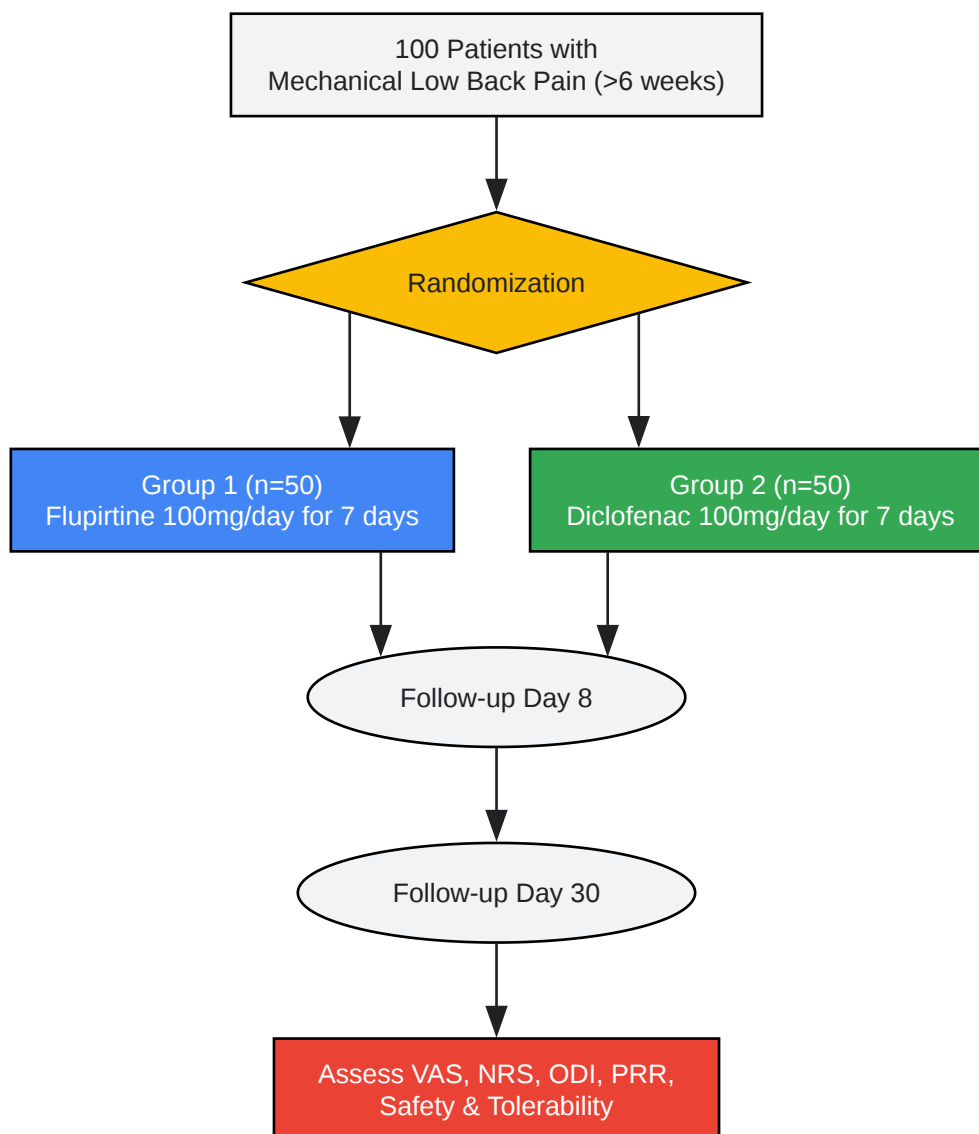 100 Patients with
Mechanical Low Back Pain (>6 weeks)
Randomization
Group 1 (n=50)
Flupirtine 100mg/day for 7 days
Group 2 (n=50)
Diclofenac 100mg/day for 7 days
Follow-up Day 8
Follow-up Day 30
Assess VAS, NRS, ODI, PRR,
Safety & Tolerability